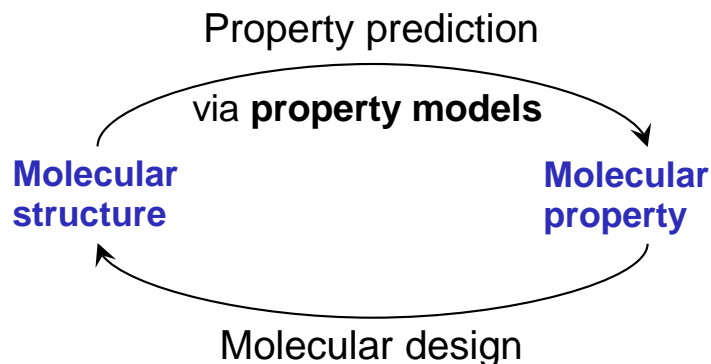 Property prediction
via property models
Molecular
structure
Molecular
property
Molecular design